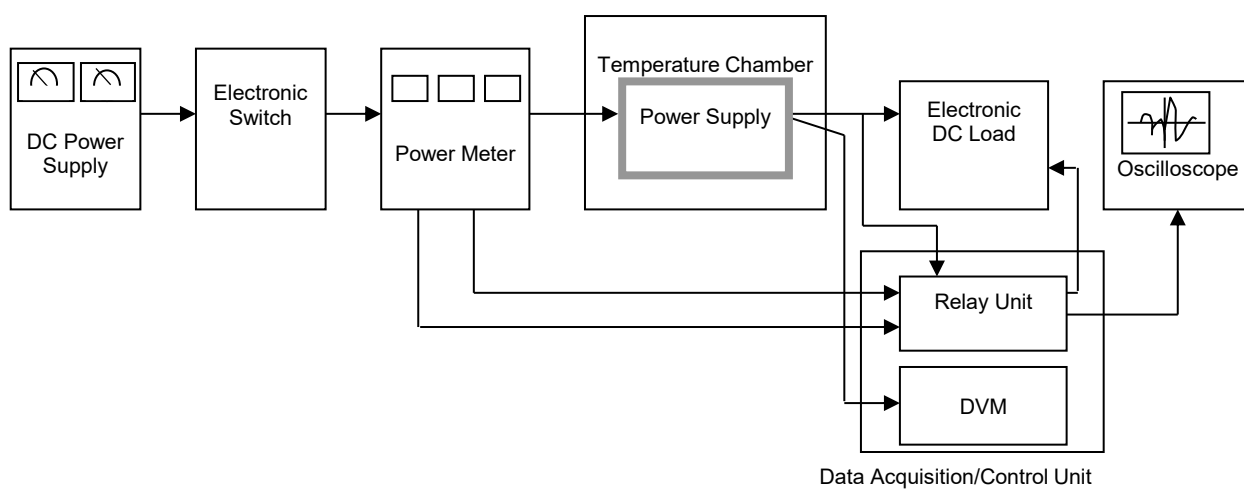 DC Power
Supply
Electronic
Switch
Power Meter
Temperature Chamber
Power Supply
Electronic
DC Load
Oscilloscope
Relay Unit
DVM
Data Acquisition/Control Unit